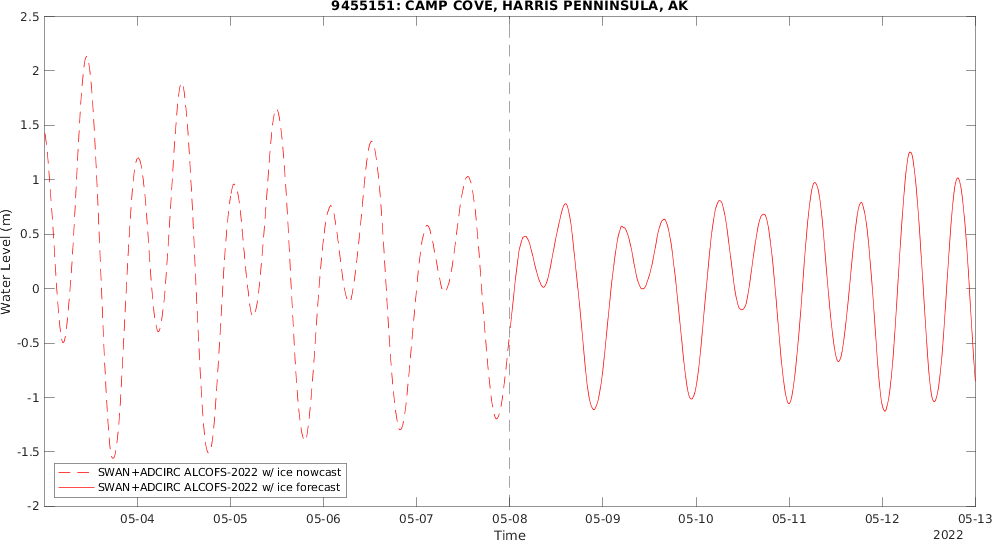 9455151: CAMP COVE, HARRIS PENNINSULA, AK
2.5
2
1.5
1
0.5
0
-0.5
-1
-1.5
-2
Water Level (m)
SWAN+ADCIRC ALCOFS-2022 w/ ice nowcast
SWAN+ADCIRC ALCOFS-2022 w/ ice forecast
05-04 05-05 05-06 05-07 05-08 05-09 05-10 05-11 05-12 05-13
Time
2022